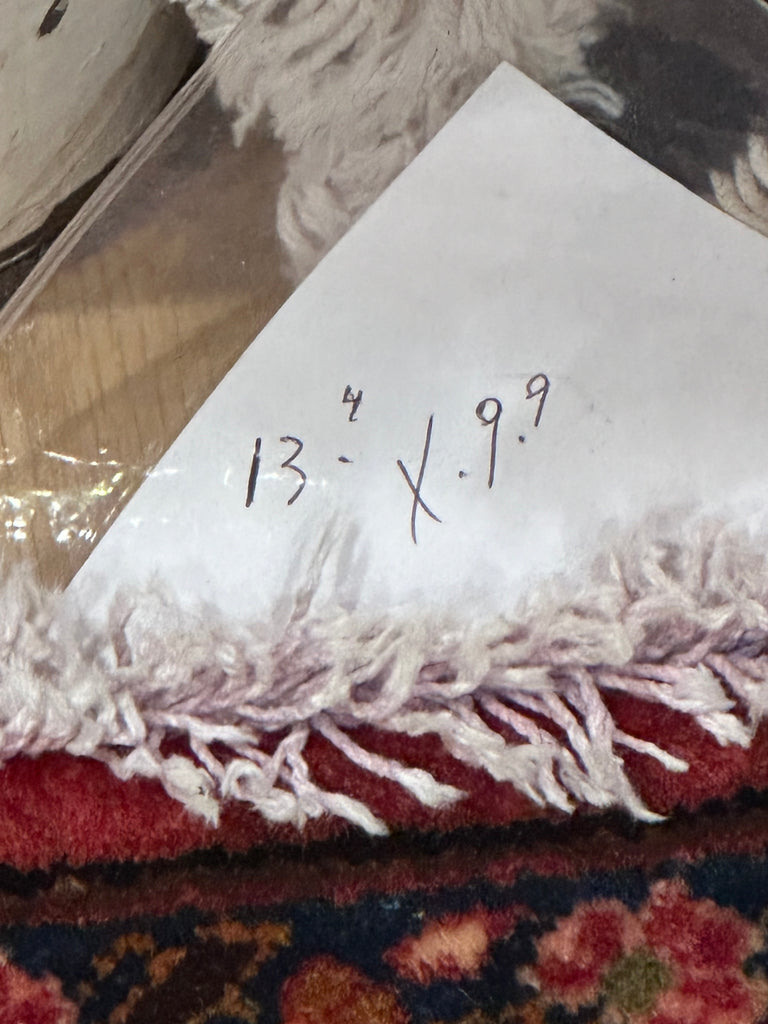 13.⁴ X .9.⁹